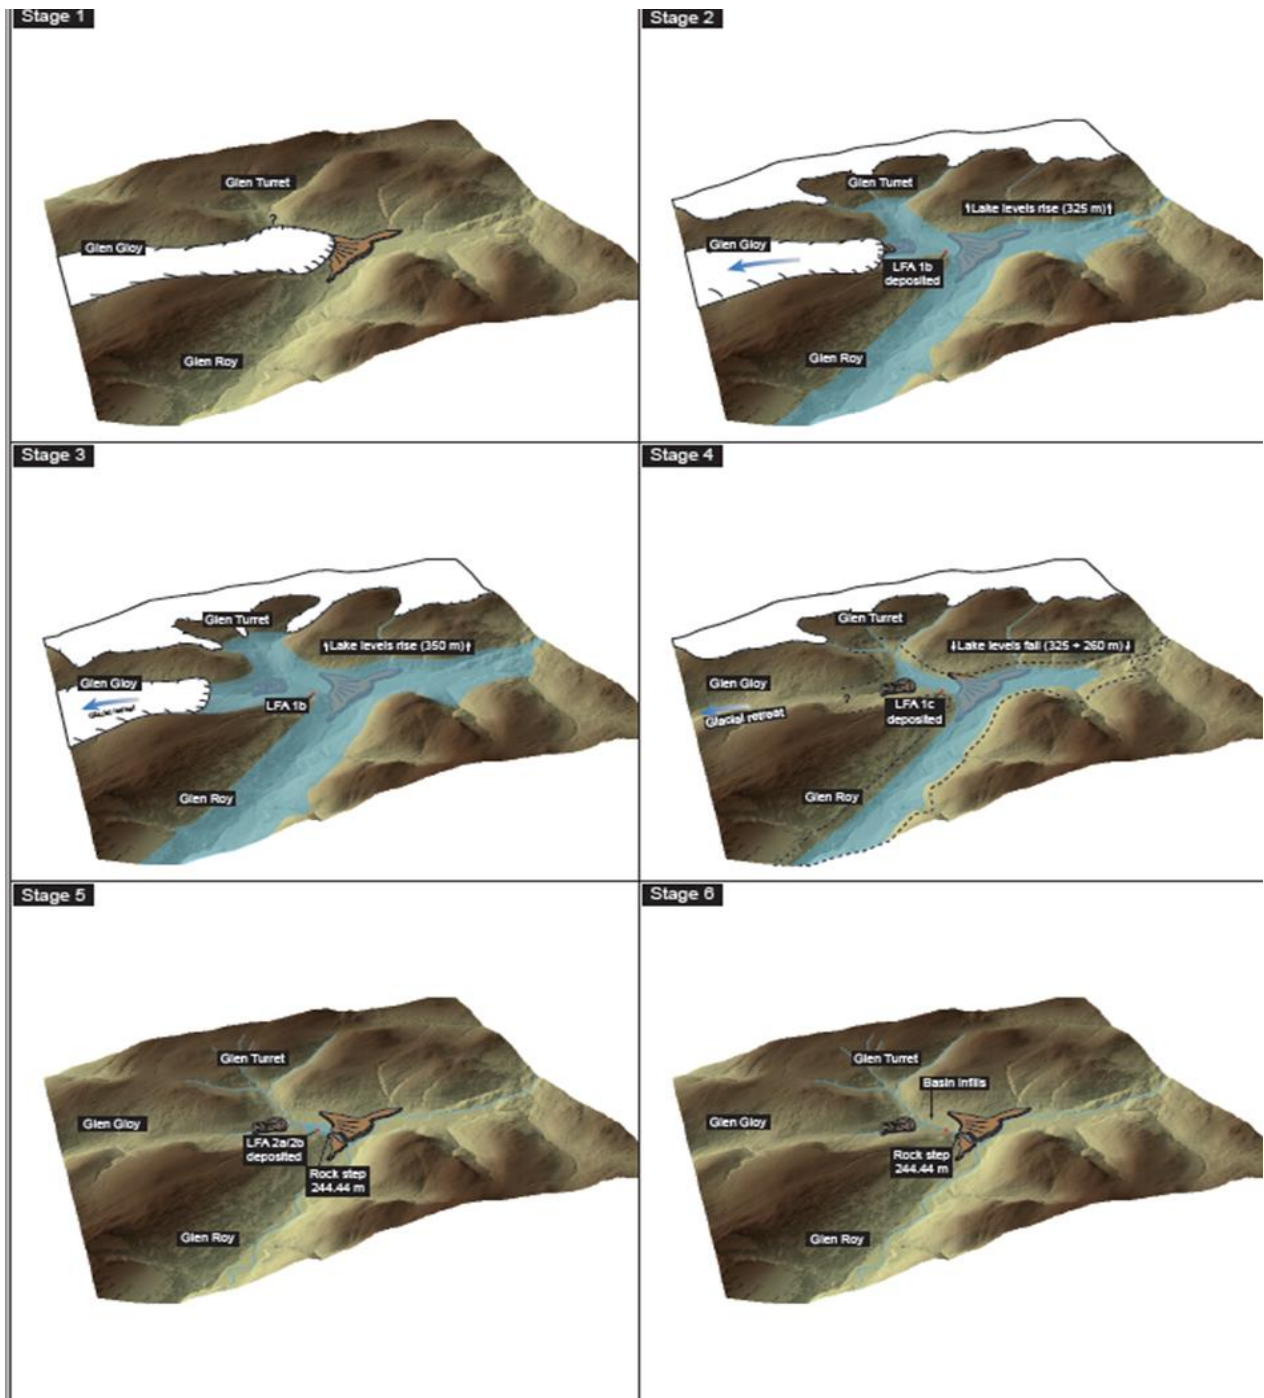 Stage 1
Glen Turret
?
Glen Gloy
Glen Roy
Stage 2
Glen Turret
Lake levels rise (325 m)
Glen Gloy
LFA 1b
deposited
Glen Roy
Stage 3
Glen Turret
Lake levels rise (350 m)
Glen Gloy
Glacial retreat
LFA 1b
Glen Roy
Stage 4
Glen Turret
Lake levels fall (325 + 260 m)
Glen Gloy
?
Glacial retreat
LFA 1c
deposited
Glen Roy
Stage 5
Glen Turret
Glen Gloy
LFA 2a/2b
deposited
Rock step
244.44 m
Glen Roy
Stage 6
Glen Turret
Basin infills
Glen Gloy
Rock step
244.44 m
Glen Roy